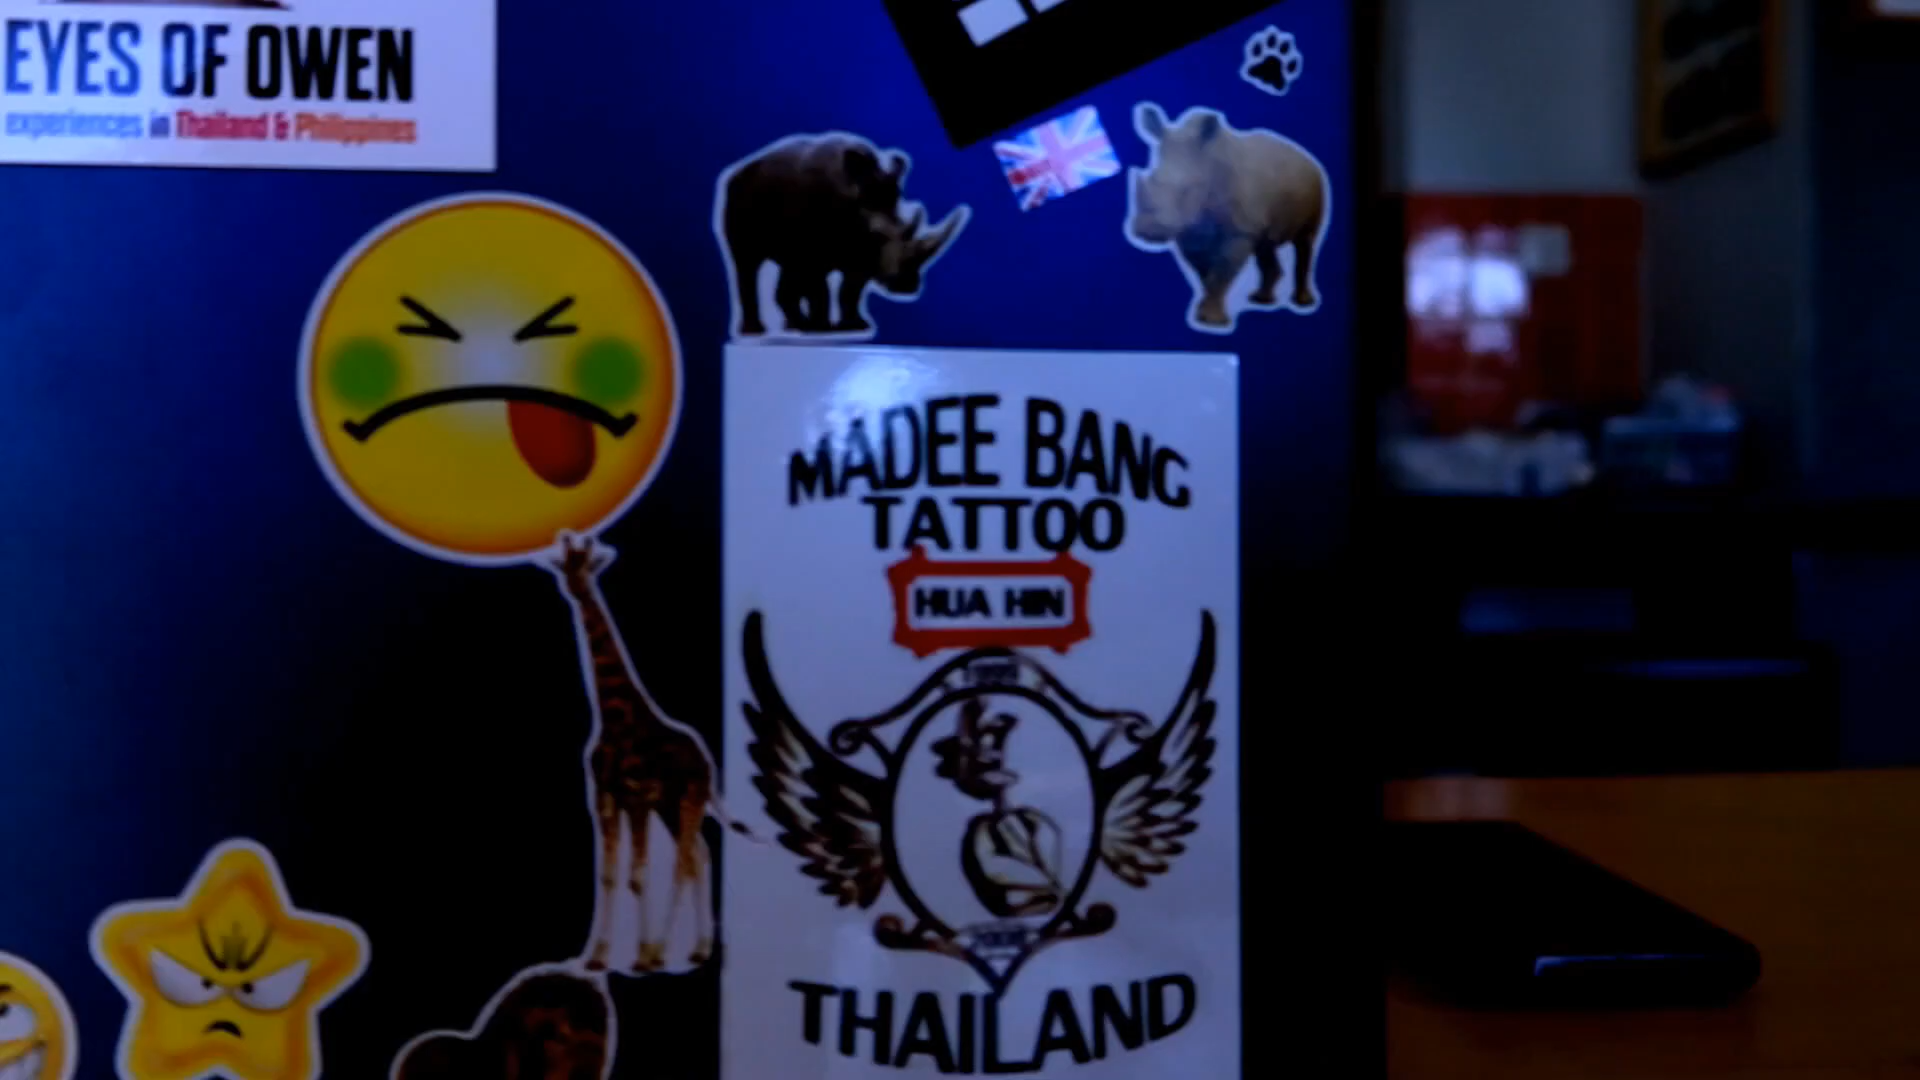 EYES OF OWEN
experiences in Thailand & Philippines
MADEE BANG
TATTOO
HUA HIN
THAILAND